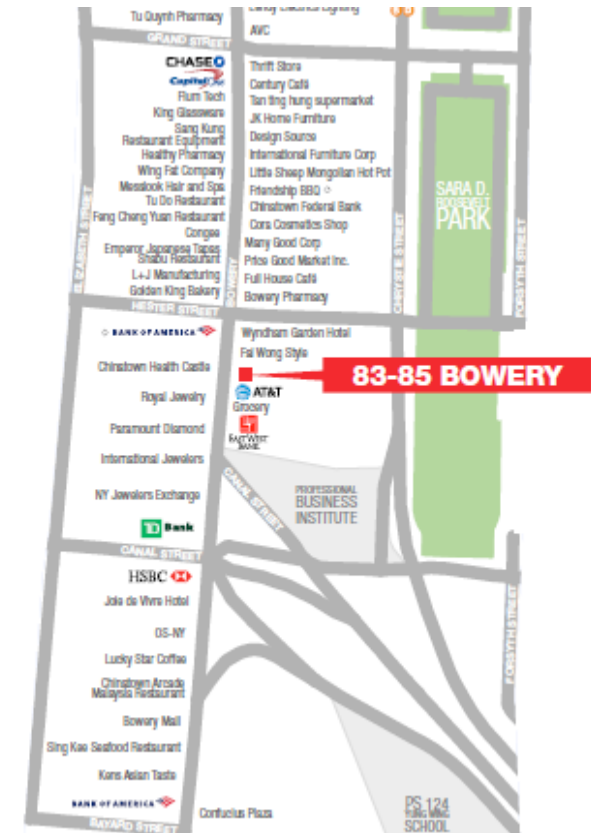 Tu Quynh Pharmacy
AVC
GRAND STREET
CHASE
Capital One
Flum Tech
King Glassware
Sang Kung
Restaurant Equipment
Healthy Pharmacy
Wing Fat Company
Messlook Hair and Spa
Tu Do Restaurant
Feng Cheng Yuan Restaurant
Congee
Emperor Japanese Tapas
Shabu Restaurant
L+J Manufacturing
Golden King Bakery
Thrift Store
Century Café
Tan ting hung supermarket
JK Home Furniture
Design Source
International Furniture Corp
Little Sheep Mongolian Hot Pot
Friendship BBQ
Chinatown Federal Bank
Cora Cosmetics Shop
Many Good Corp
Price Good Market Inc.
Full House Café
Bowery Pharmacy
SARA D.
ROOSEVELT
PARK
ELIZABETH STREET
BOWERY
CHRYSTIE STREET
FORSYTH STREET
HESTER STREET
BANK OF AMERICA
Chinatown Health Castle
Royal Jewelry
Paramount Diamond
International Jewelers
NY Jewelers Exchange
TD Bank
Wyndham Garden Hotel
Fai Wong Style
83-85 BOWERY
AT&T
Grocery
EAST WEST
BANK
CANAL STREET
PROFESSIONAL
BUSINESS
INSTITUTE
CANAL STREET
FORSYTH STREET
HSBC
Joie de Vivre Hotel
OS-NY
Lucky Star Coffee
Chinatown Arcade
Malaysia Restaurant
Bowery Mall
Sing Kee Seafood Restaurant
Kens Asian Taste
BANK OF AMERICA
BAYARD STREET
Confucius Plaza
PS 124
YUNG WING
SCHOOL